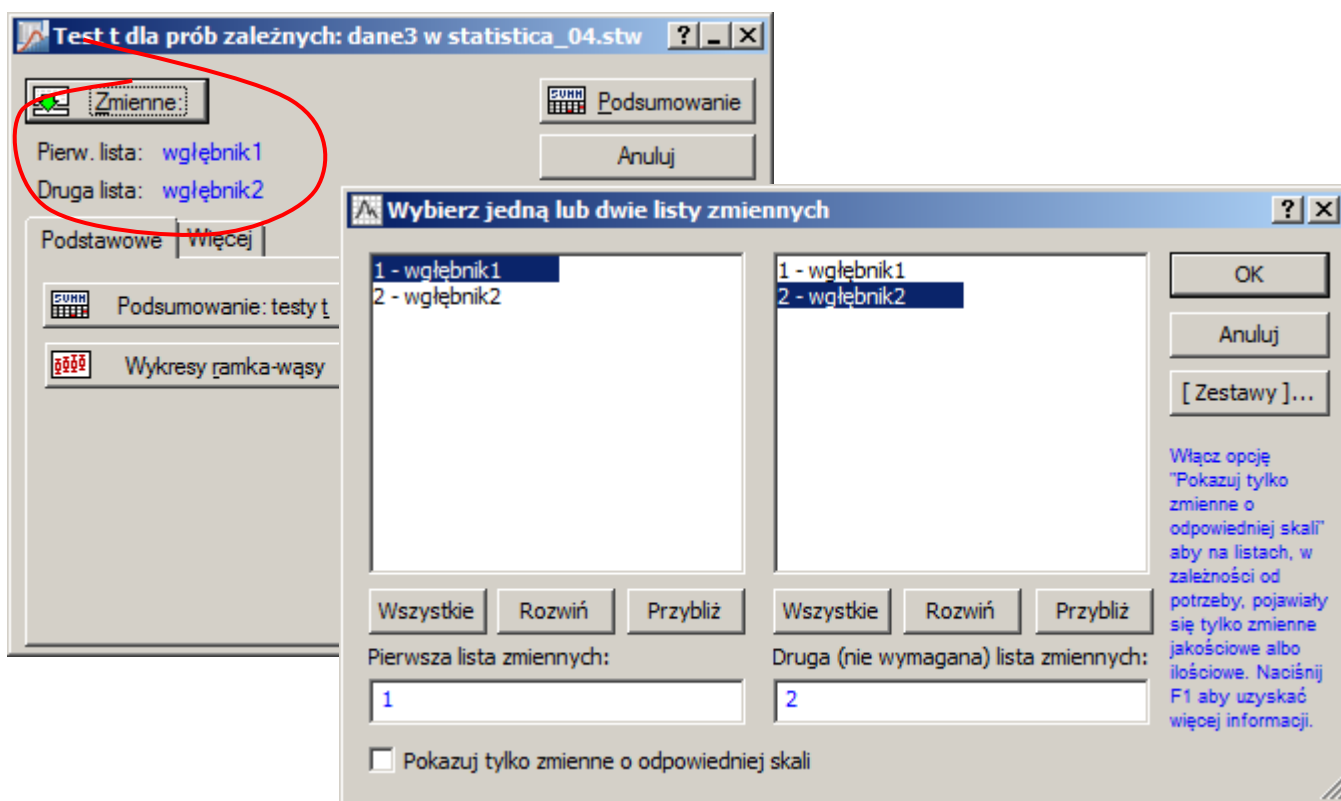 Test t dla prób zależnych: dane3 w statistica_04.stw
Zmienne:
Podsumowanie
Pierw. lista: wgłębnik1
Anuluj
Druga lista: wgłębnik2
Podstawowe
Więcej
Podsumowanie: testy t
Wykresy ramka-wąsy
Wybierz jedną lub dwie listy zmiennych
1 - wgłębnik1
2 - wgłębnik2
1 - wgłębnik1
2 - wgłębnik2
OK
Anuluj
[ Zestawy ]...
Włącz opcję
"Pokazuj tylko
zmienne o
odpowiedniej skali"
aby na listach, w
zależności od
potrzeby, pojawiały
się tylko zmienne
jakościowe albo
ilościowe. Naciśnij
F1 aby uzyskać
więcej informacji.
Wszystkie
Rozwiń
Przybliż
Wszystkie
Rozwiń
Przybliż
Pierwsza lista zmiennych:
Druga (nie wymagana) lista zmiennych:
1
2
Pokazuj tylko zmienne o odpowiedniej skali